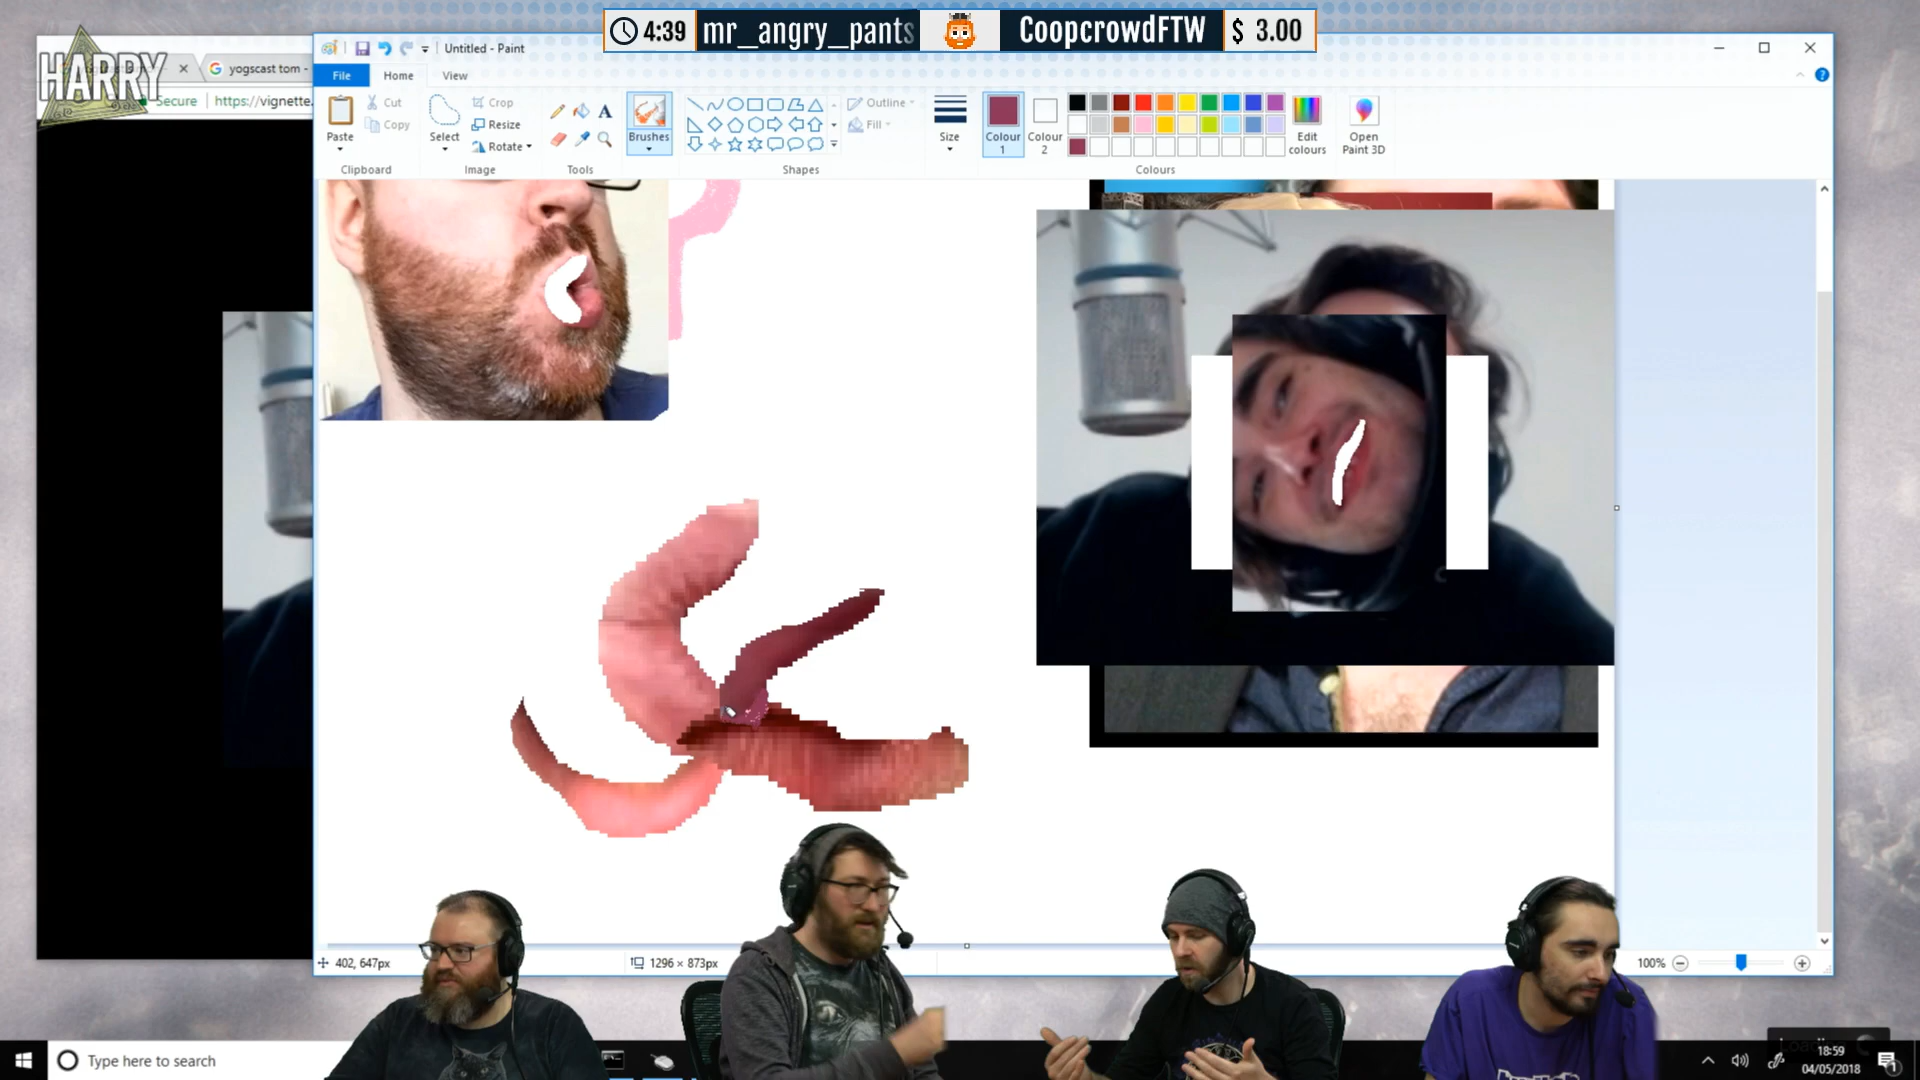 4:39 mr_angry_pants CoopcrowdFTW $ 3.00
HARRY
yogscast tom -
Secure https://vignette.
Untitled - Paint
File Home View
Paste
Cut
Copy
Clipboard
Select
Crop
Resize
Rotate
Image
A
Tools
Brushes
Shapes
Outline
Fill
Size
Colour 1
Colour 2
Edit colours
Open Paint 3D
Colours
402, 647px
1296 × 873px
100%
Type here to search
18:59
04/05/2018